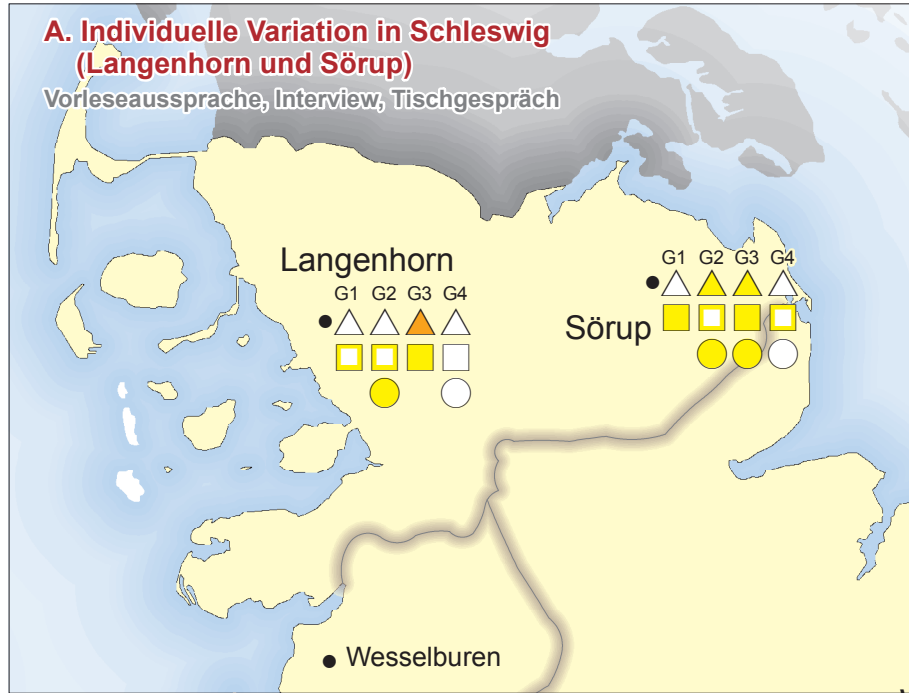 A. Individuelle Variation in Schleswig
(Langenhorn und Sörup)
Vorleseaussprache, Interview, Tischgespräch
Langenhorn
G1 G2 G3 G4
G1 G2 G3 G4
Sörup
Wesselburen